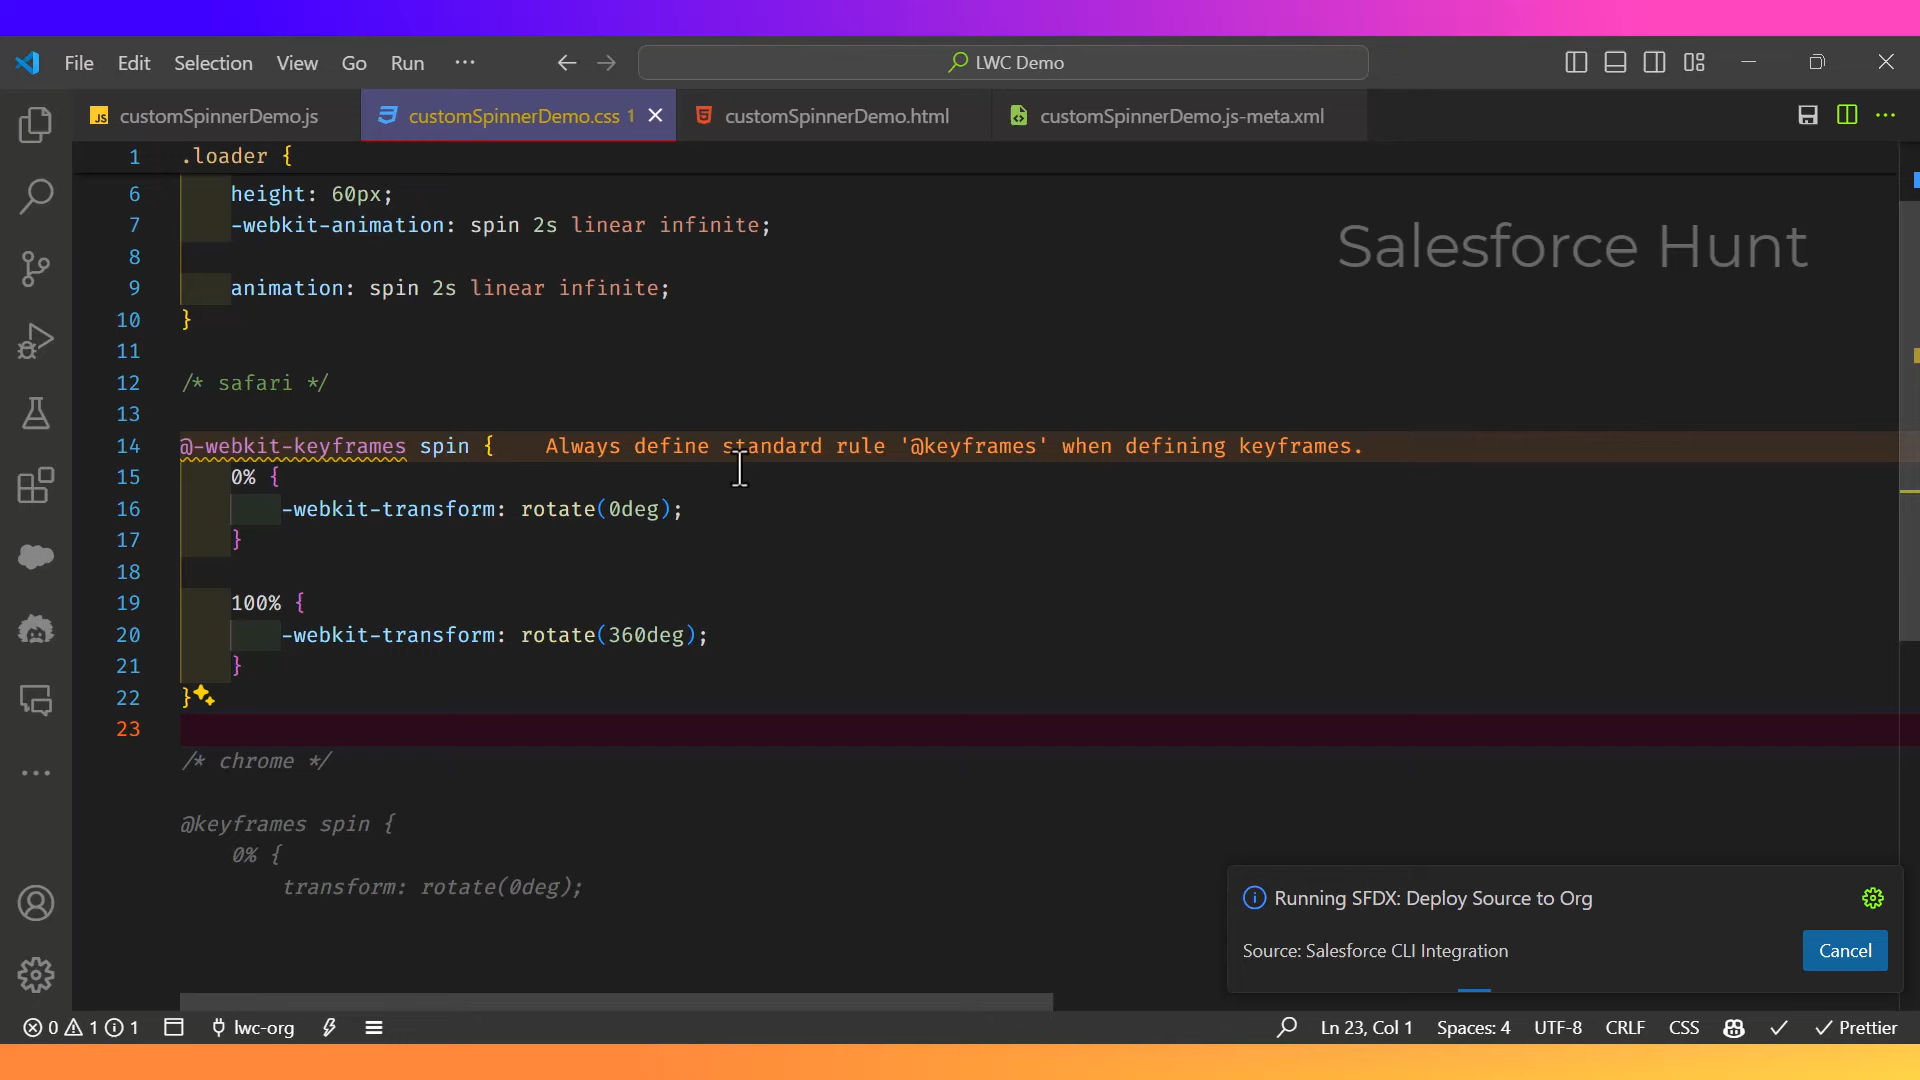 File Edit Selection View Go Run ··· LWC Demo
customSpinnerDemo.js customSpinnerDemo.css 1 customSpinnerDemo.html customSpinnerDemo.js-meta.xml
1 .loader {
6 height: 60px;
7 -webkit-animation: spin 2s linear infinite;
Salesforce Hunt
8
9 animation: spin 2s linear infinite;
10 }
11
12 /* safari */
13
14 @-webkit-keyframes spin { Always define standard rule '@keyframes' when defining keyframes.
15 0% {
16 -webkit-transform: rotate(0deg);
17 }
18
19 100% {
20 -webkit-transform: rotate(360deg);
21 }
22 }
23
/* chrome */
@keyframes spin {
0% {
transform: rotate(0deg);
Running SFDX: Deploy Source to Org
Source: Salesforce CLI Integration Cancel
0 1 1 lwc-org Ln 23, Col 1 Spaces: 4 UTF-8 CRLF CSS Prettier